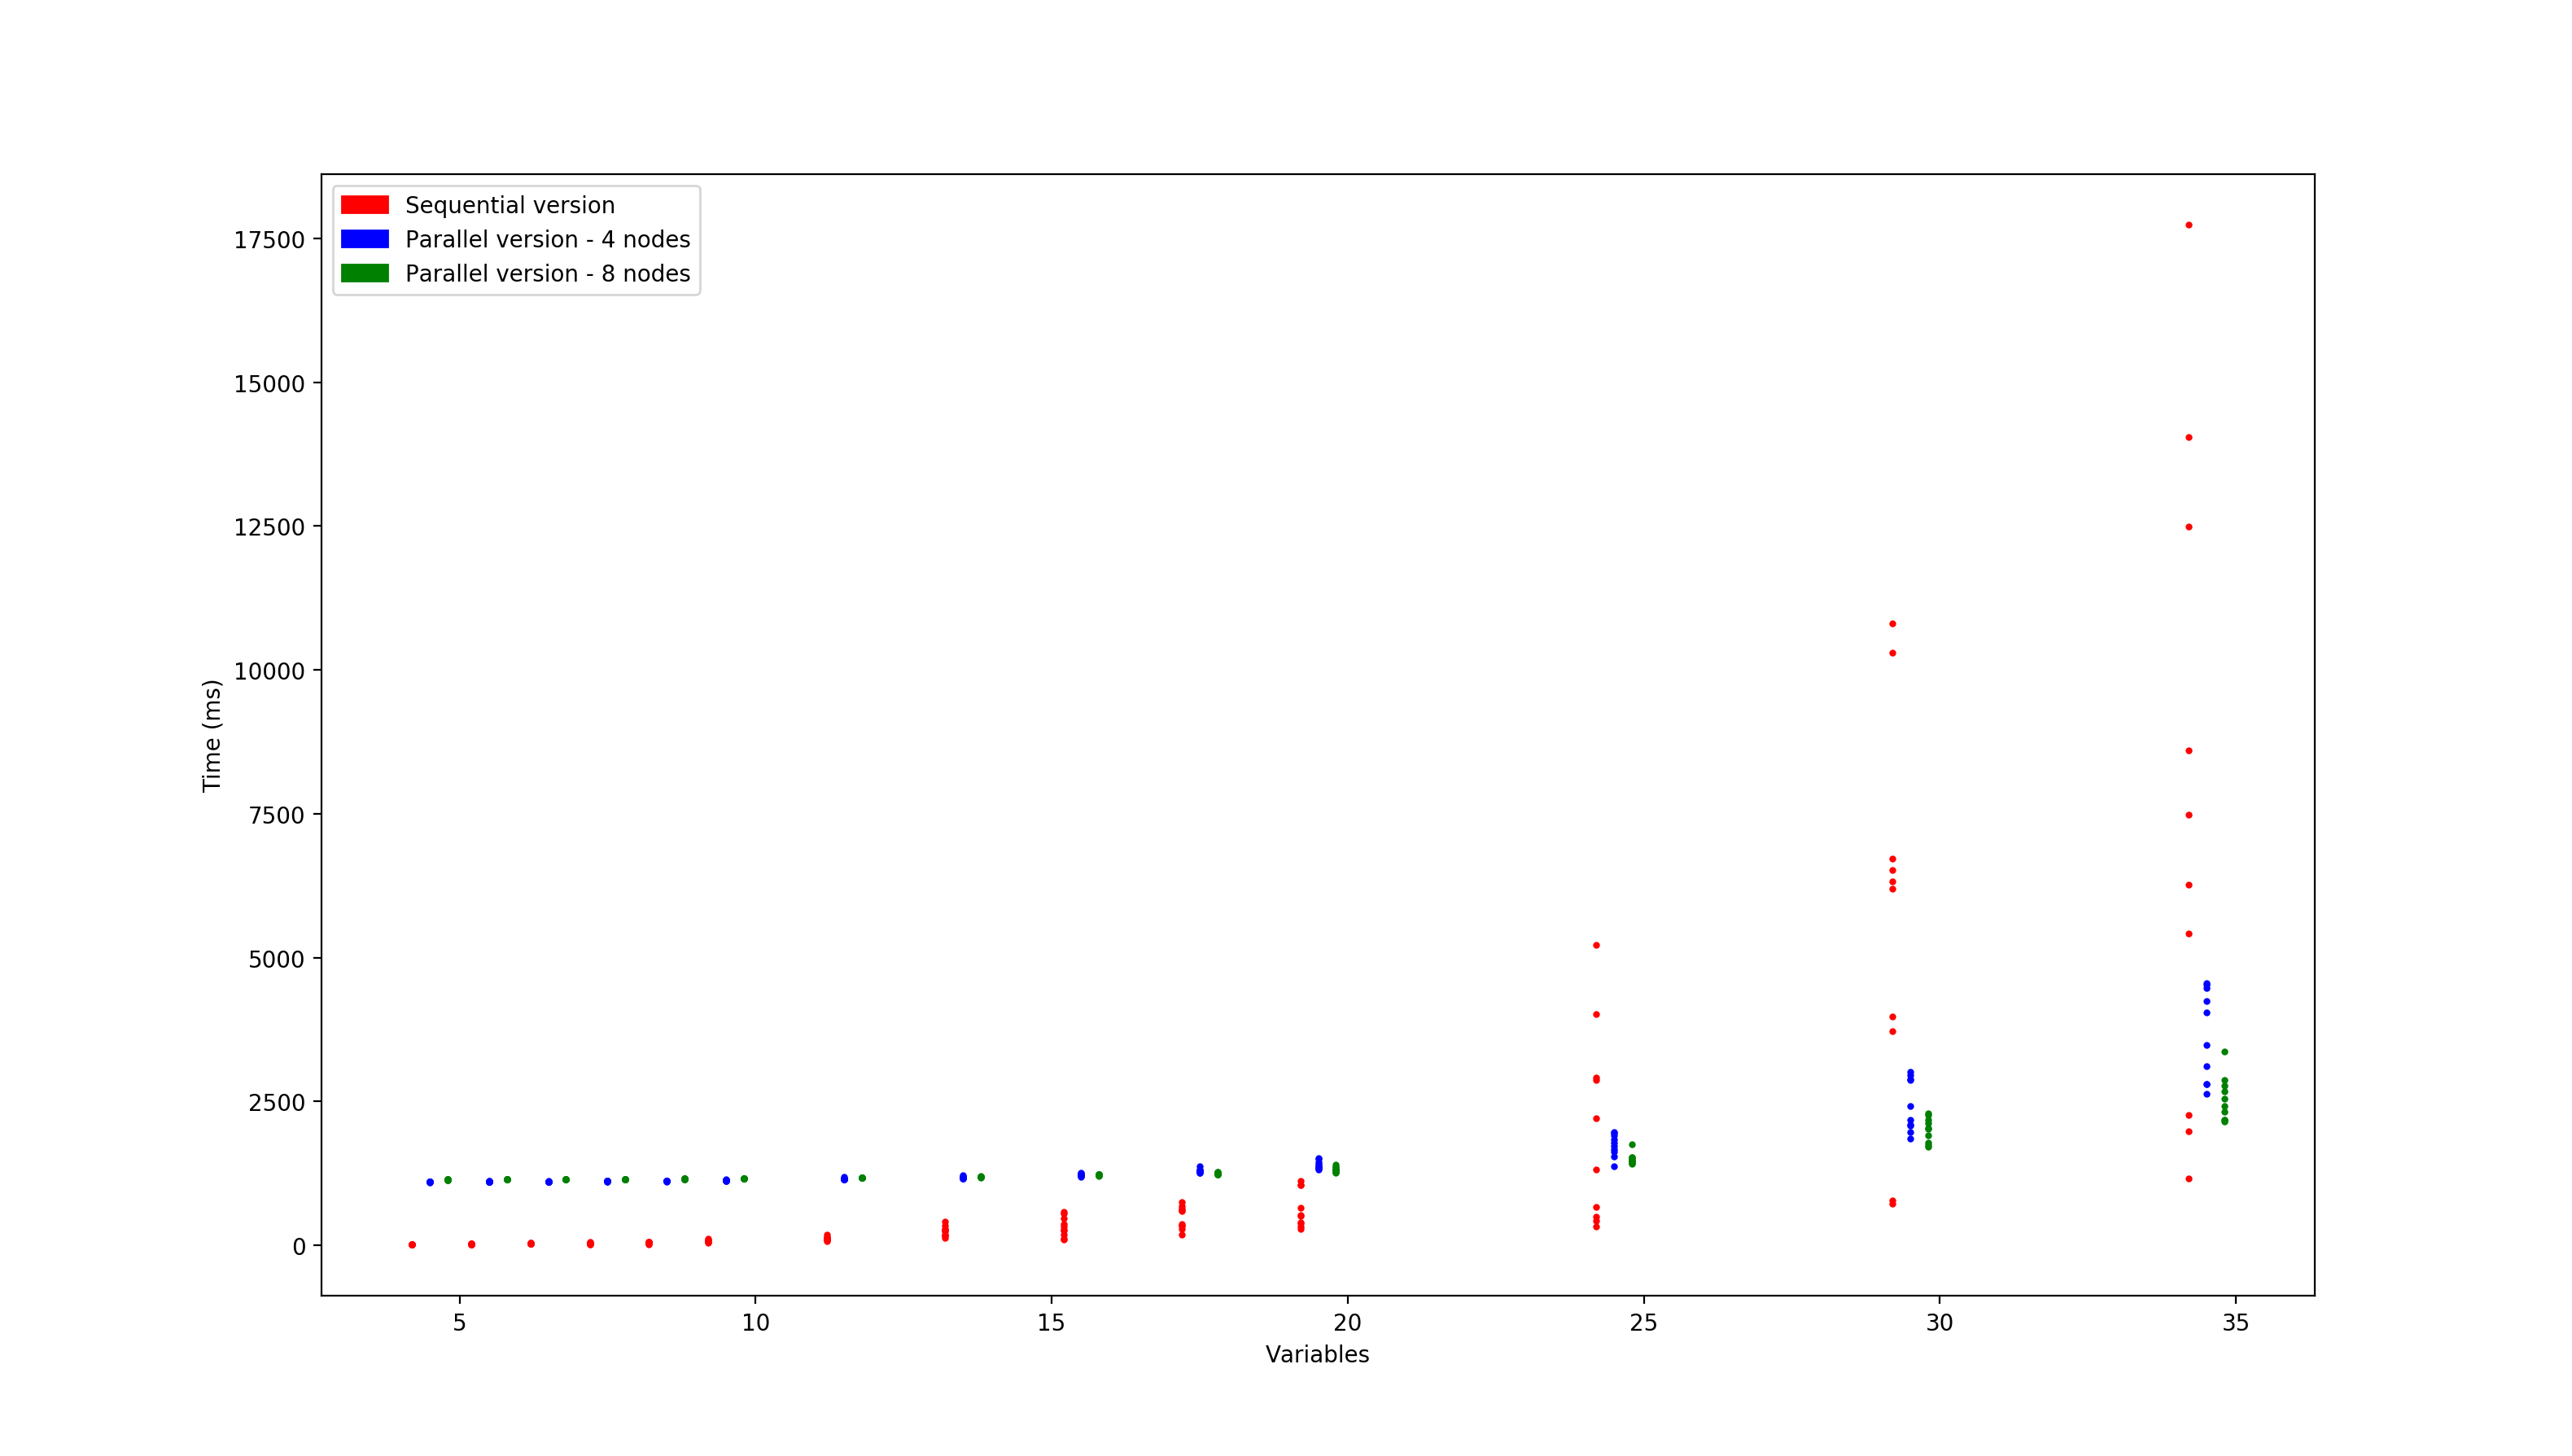 Sequential version
Parallel version - 4 nodes
Parallel version - 8 nodes
17500
15000
12500
10000
7500
5000
2500
0
Time (ms)
5 10 15 20 25 30 35
Variables